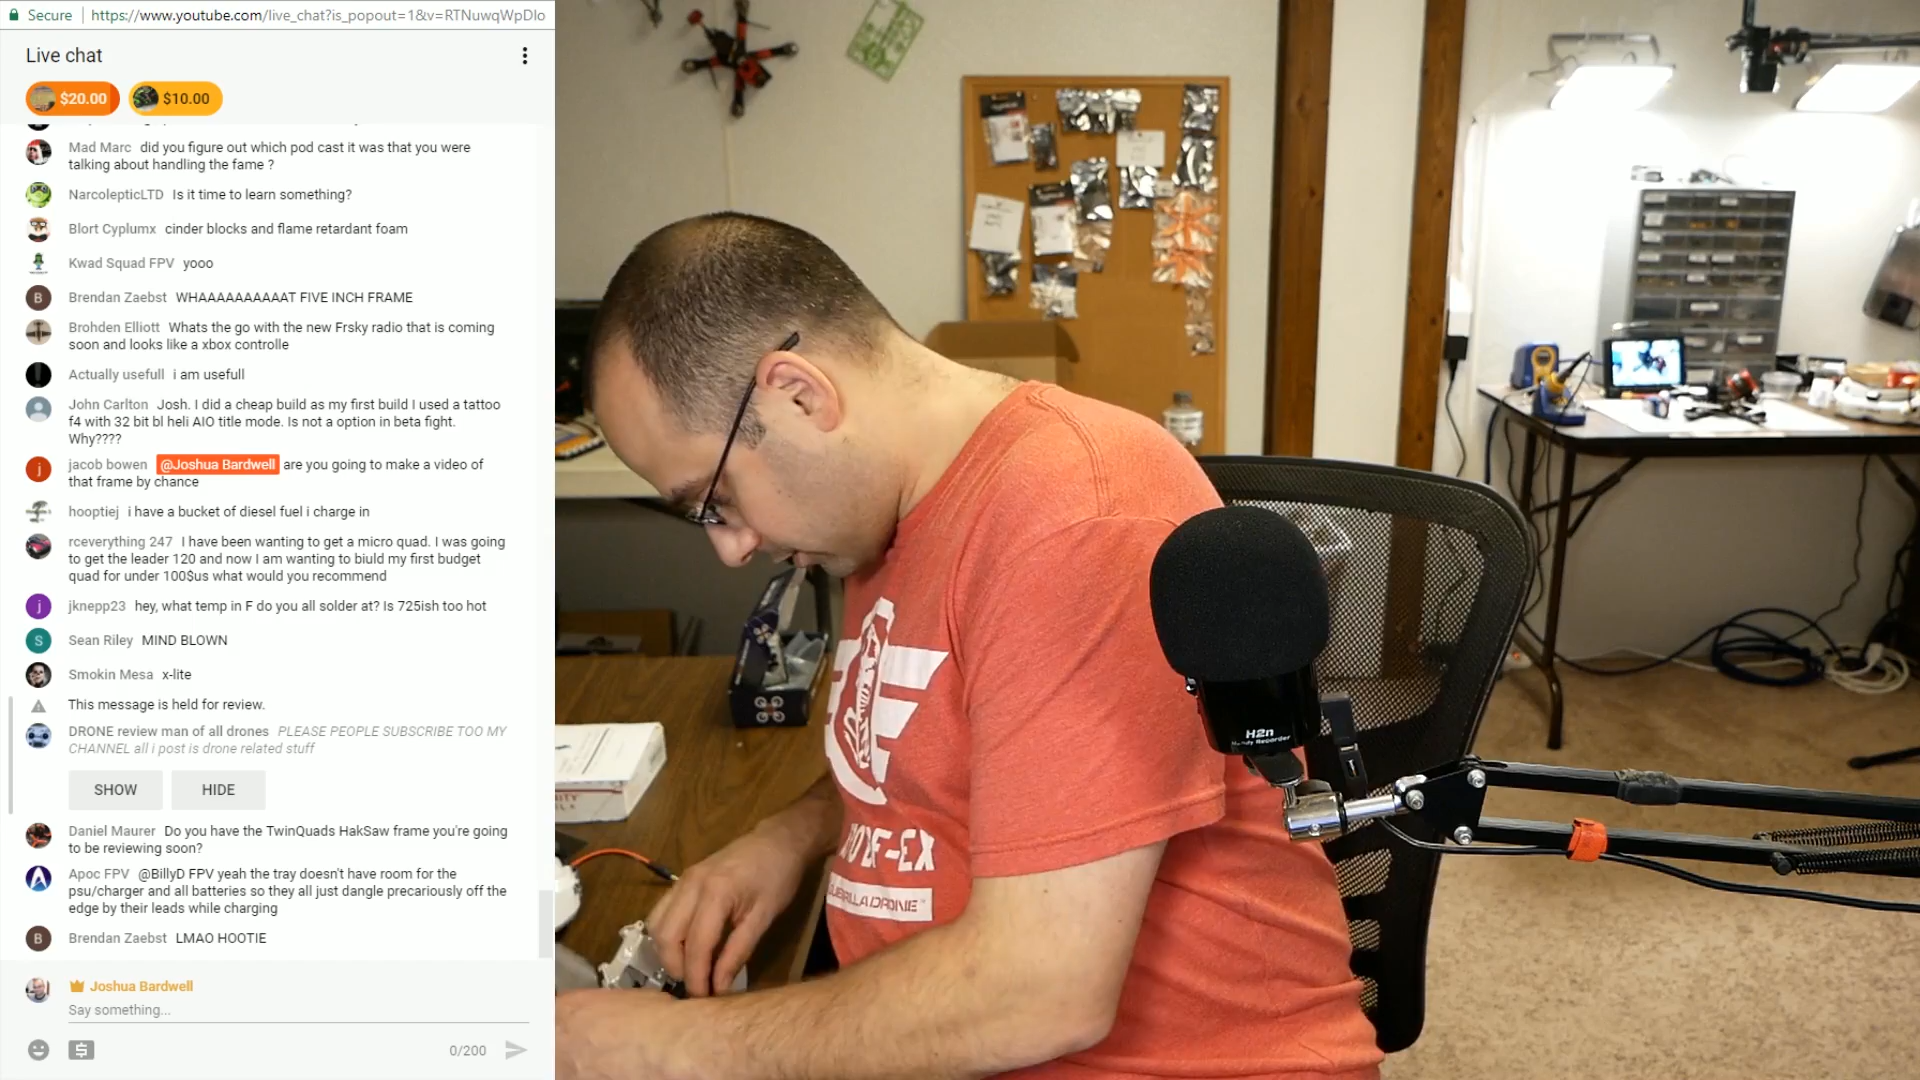 Secure
https://www.youtube.com/live_chat?is_popout=1&v=RTNuwqWpDIo
Live chat
$20.00
$10.00
Mad Marc did you figure out which pod cast it was that you were
talking about handling the fame ?
NarcolepticLTD Is it time to learn something?
Blort Cyplumx cinder blocks and flame retardant foam
Kwad Squad FPV yooo
B
Brendan Zaebst WHAAAAAAAAAAT FIVE INCH FRAME
Brohden Elliott Whats the go with the new Frsky radio that is coming
soon and looks like a xbox controlle
Actually usefull i am usefull
John Carlton Josh. I did a cheap build as my first build I used a tattoo
f4 with 32 bit bl heli AIO title mode. Is not a option in beta fight.
Why????
j
jacob bowen @Joshua Bardwell are you going to make a video of
that frame by chance
hooptiej i have a bucket of diesel fuel i charge in
rceverything 247 I have been wanting to get a micro quad. I was going
to get the leader 120 and now I am wanting to biuld my first budget
quad for under 100$us what would you recommend
j
jknepp23 hey, what temp in F do you all solder at? Is 725ish too hot
S
Sean Riley MIND BLOWN
Smokin Mesa x-lite
This message is held for review.
DRONE review man of all drones PLEASE PEOPLE SUBSCRIBE TOO MY
CHANNEL all i post is drone related stuff
SHOW
HIDE
Daniel Maurer Do you have the TwinQuads HakSaw frame you're going
to be reviewing soon?
Apoc FPV @BillyD FPV yeah the tray doesn't have room for the
psu/charger and all batteries so they all just dangle precariously off the
edge by their leads while charging
B
Brendan Zaebst LMAO HOOTIE
Joshua Bardwell
Say something...
0/200
H2n
Handy Recorder